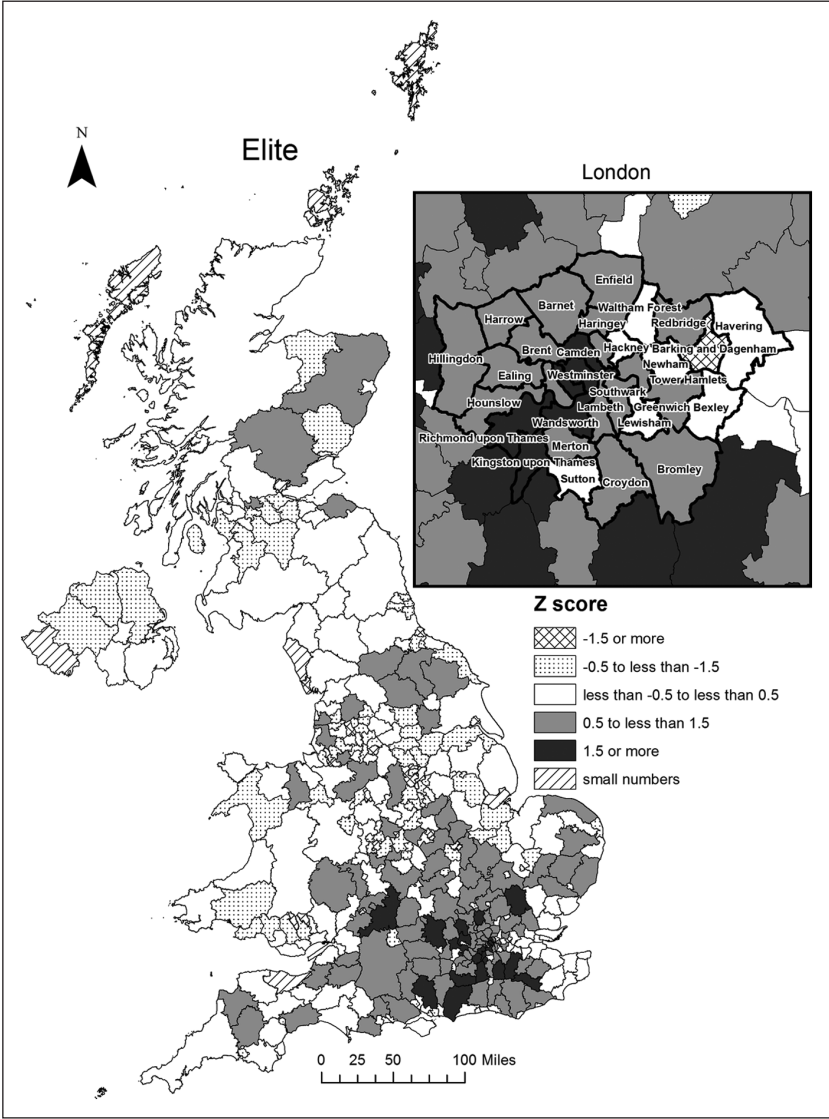 N
Elite
London
Enfield
Barnet
Waltham Forest
Harrow
Haringey
Redbridge
Havering
Hillingdon
Brent
Camden
Hackney
Barking and Dagenham
Newham
Ealing
Westminster
Tower Hamlets
Southwark
Hounslow
Lambeth
Greenwich
Bexley
Wandsworth
Lewisham
Richmond upon Thames
Merton
Kingston upon Thames
Bromley
Sutton
Croydon
Z score
-1.5 or more
-0.5 to less than -1.5
less than -0.5 to less than 0.5
0.5 to less than 1.5
1.5 or more
small numbers
0 25 50 100 Miles